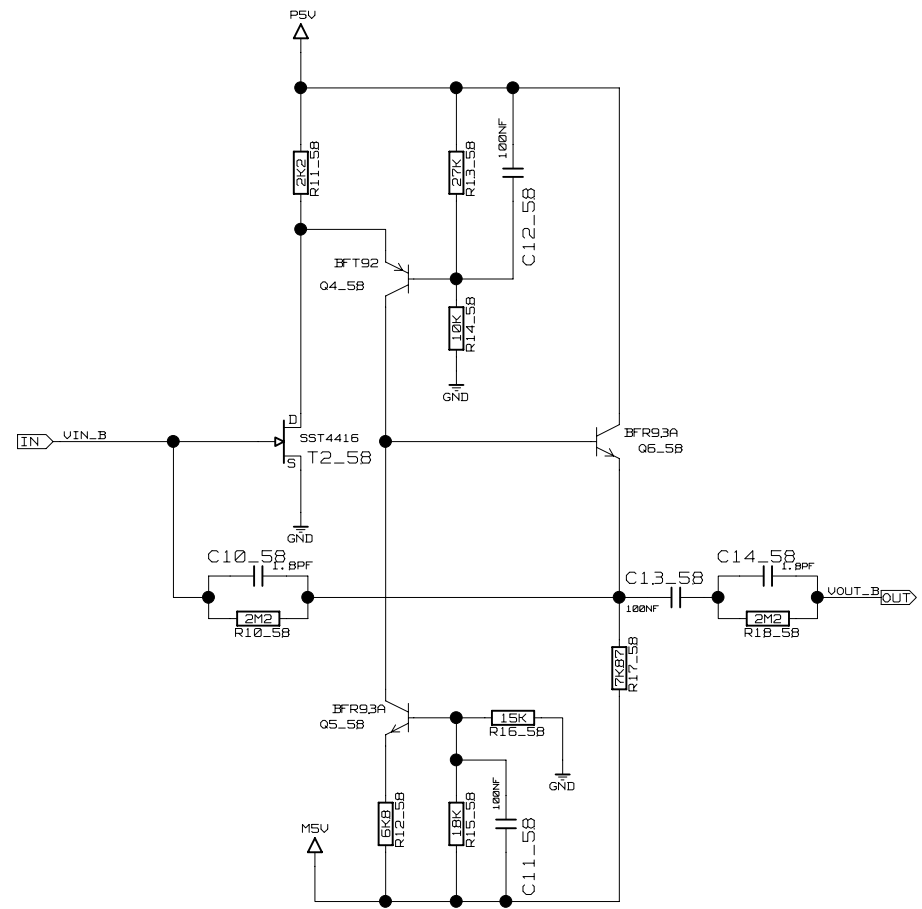 P5V
2K2
R11_58
27K
R13_58
100NF
C12_58
BFT92
Q4_58
10K
R14_58
GND
IN
VIN_B
D
SST4416
T2_58
S
GND
BFR93A
Q6_58
C10_58
1.8PF
2M2
R10_58
C13_58
100NF
C14_58
1.8PF
2M2
R18_58
VOUT_B
OUT
7K87
R17_58
BFR93A
Q5_58
15K
R16_58
GND
6K8
R12_58
18K
R15_58
100NF
C11_58
M5V